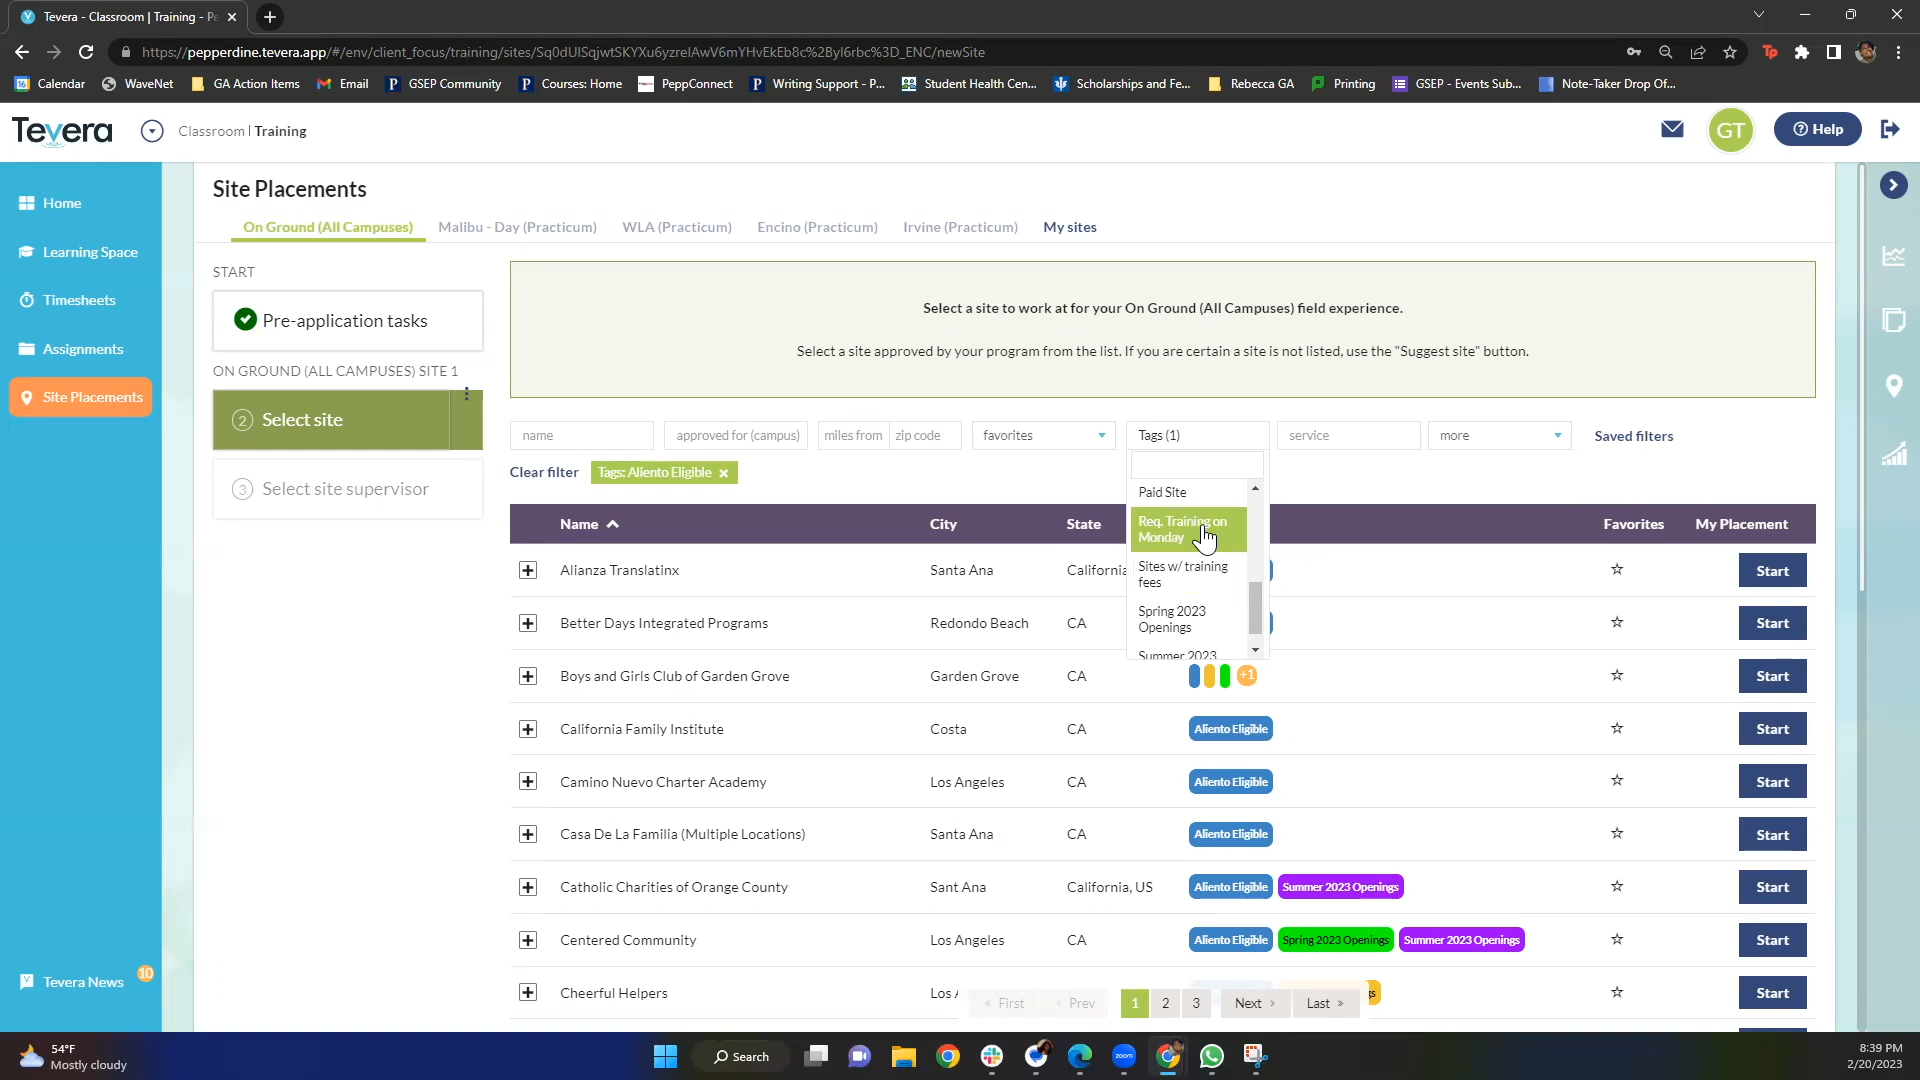 Tevera - Classroom | Training - Pe
https://pepperdine.tevera.app/#/env/client_focus/training/sites/Sq0dUlSqjwtSKYXu6yzrelAwV6mYHvEkEb8c%2Byl6rbc%3D_ENC/newSite
Calendar WaveNet GA Action Items Email GSEP Community Courses: Home PeppConnect Writing Support - P... Student Health Cen... Scholarships and Fe... Rebecca GA Printing GSEP - Events Sub... Note-Taker Drop Of...
Tevera Classroom | Training GT Help
Home
Learning Space
Timesheets
Assignments
Site Placements
Tevera News 10
Site Placements
On Ground (All Campuses) Malibu - Day (Practicum) WLA (Practicum) Encino (Practicum) Irvine (Practicum) My sites
START
Pre-application tasks
ON GROUND (ALL CAMPUSES) SITE 1
2 Select site
3 Select site supervisor
Select a site to work at for your On Ground (All Campuses) field experience.
Select a site approved by your program from the list. If you are certain a site is not listed, use the "Suggest site" button.
name approved for (campus) miles from zip code favorites Tags (1) service more Saved filters
Clear filter Tags: Aliento Eligible x
Paid Site
Req. Training on
Monday
Sites w/ training
fees
Spring 2023
Openings
Summer 2023
Name City State Favorites My Placement
Alianza Translatinx Santa Ana California Start
Better Days Integrated Programs Redondo Beach CA Start
Boys and Girls Club of Garden Grove Garden Grove CA +1 Start
California Family Institute Costa CA Aliento Eligible Start
Camino Nuevo Charter Academy Los Angeles CA Aliento Eligible Start
Casa De La Familia (Multiple Locations) Santa Ana CA Aliento Eligible Start
Catholic Charities of Orange County Sant Ana California, US Aliento Eligible Summer 2023 Openings Start
Centered Community Los Angeles CA Aliento Eligible Spring 2023 Openings Summer 2023 Openings Start
Cheerful Helpers Los Start
« First ‹ Prev 1 2 3 Next › Last »
54°F
Mostly cloudy
Search
zoom
8:39 PM
2/20/2023